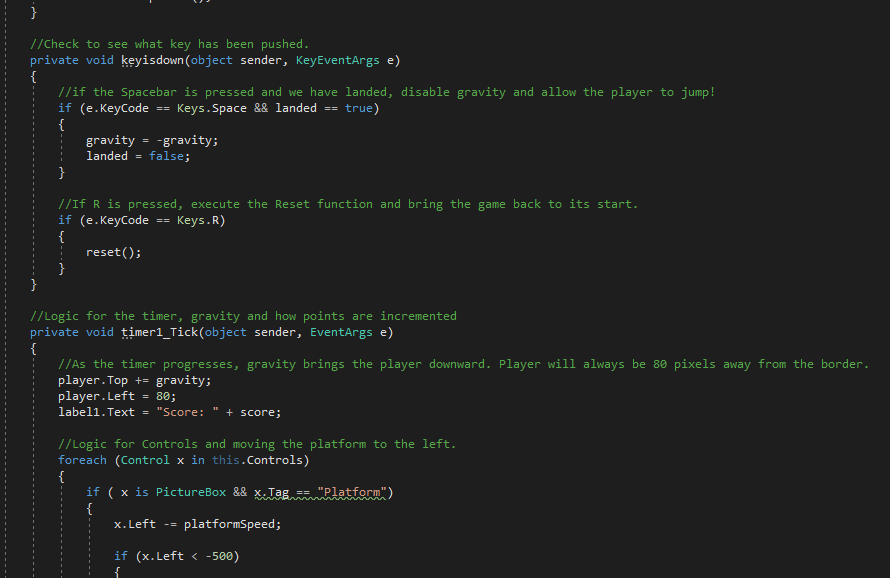 }
//Check to see what key has been pushed.
private void keyisdown(object sender, KeyEventArgs e)
{
//if the Spacebar is pressed and we have landed, disable gravity and allow the player to jump!
if (e.KeyCode == Keys.Space && landed == true)
{
gravity = -gravity;
landed = false;
}
//If R is pressed, execute the Reset function and bring the game back to its start.
if (e.KeyCode == Keys.R)
{
reset();
}
}
//Logic for the timer, gravity and how points are incremented
private void timer1_Tick(object sender, EventArgs e)
{
//As the timer progresses, gravity brings the player downward. Player will always be 80 pixels away from the border.
player.Top += gravity;
player.Left = 80;
label1.Text = "Score: " + score;
//Logic for Controls and moving the platform to the left.
foreach (Control x in this.Controls)
{
if ( x is PictureBox && x.Tag == "Platform")
{
x.Left -= platformSpeed;
if (x.Left < -500)
{